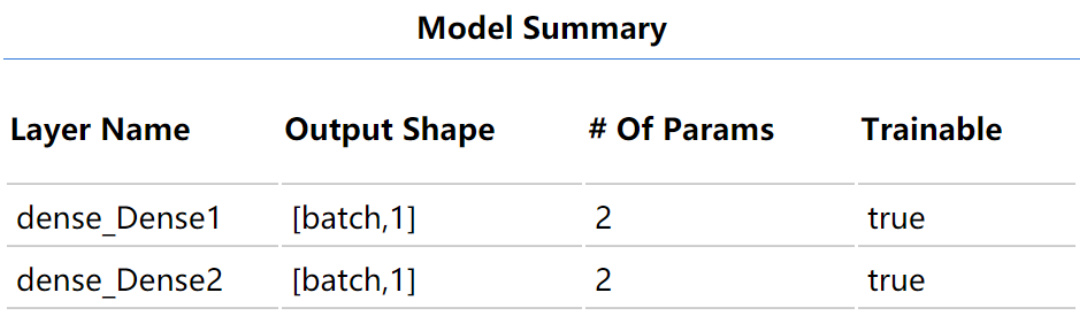 Model Summary
Layer Name Output Shape # Of Params Trainable
dense_Dense1 [batch,1] 2 true
dense_Dense2 [batch,1] 2 true